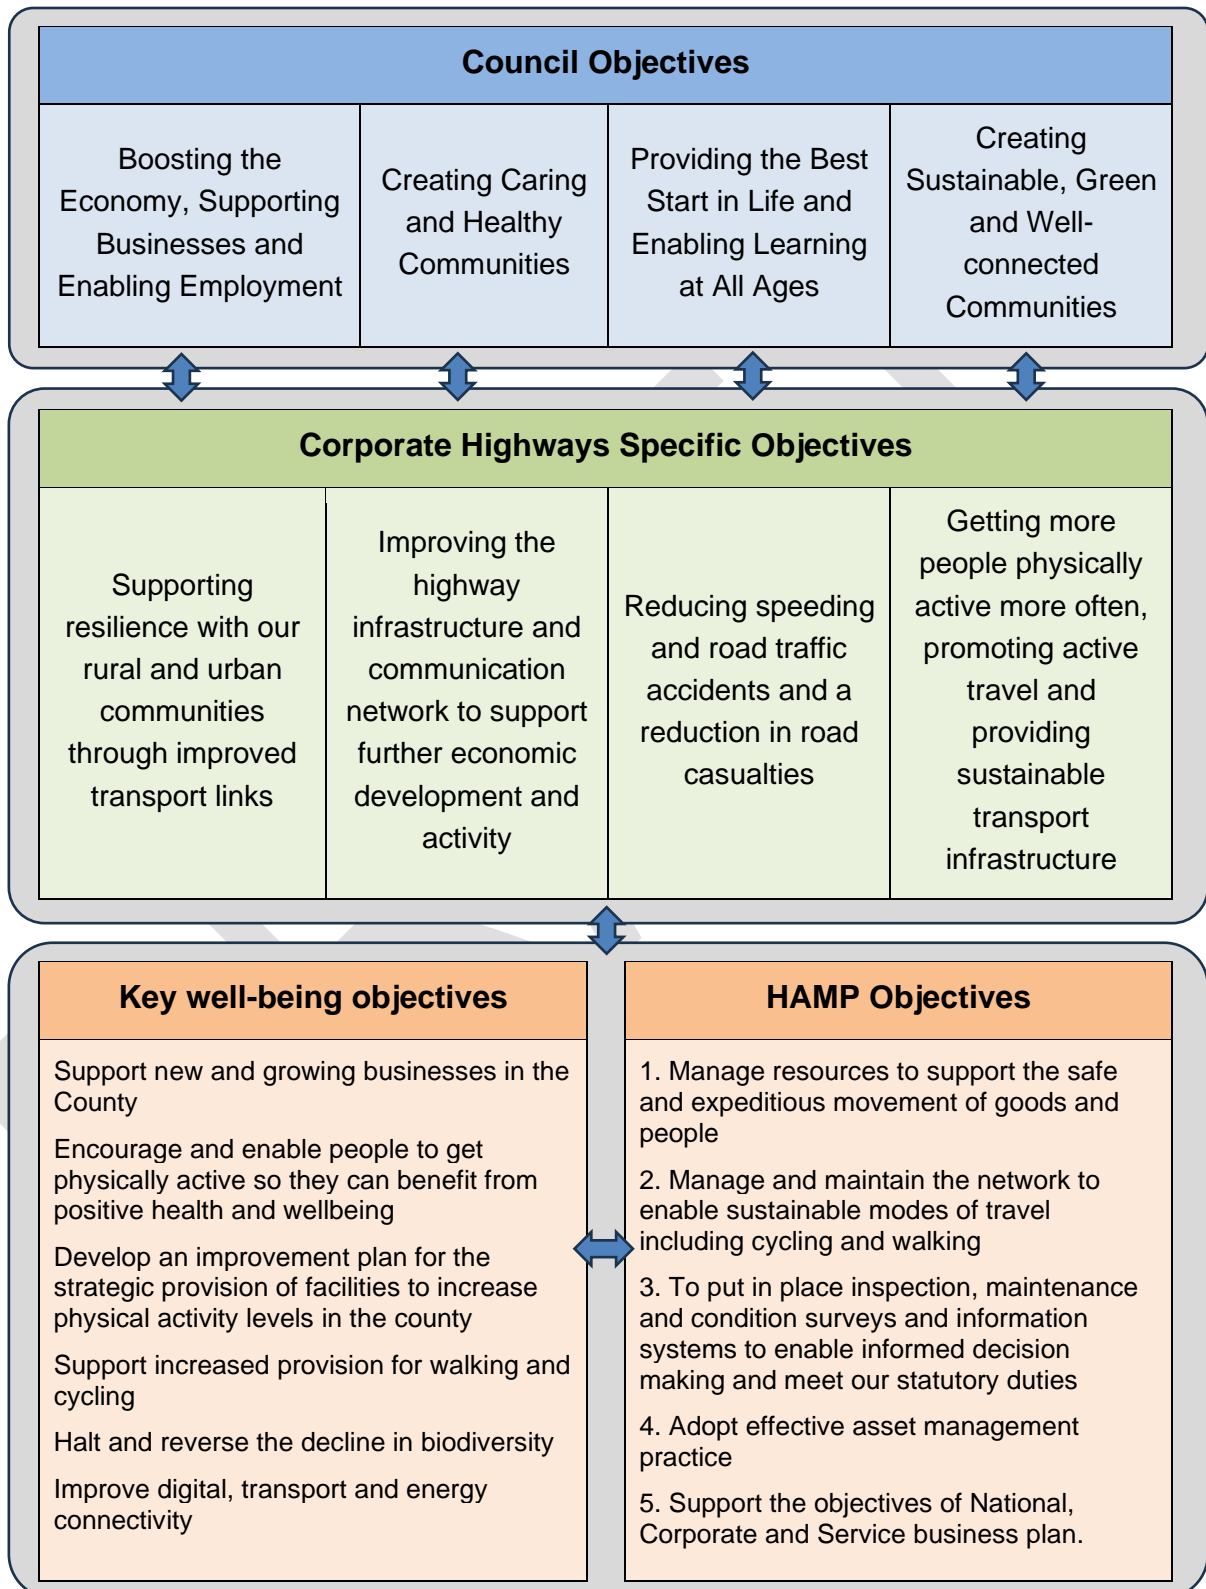 Council Objectives
Boosting the
Economy, Supporting
Businesses and
Enabling Employment
Creating Caring
and Healthy
Communities
Providing the Best
Start in Life and
Enabling Learning
at All Ages
Creating
Sustainable, Green
and Well-
connected
Communities
Corporate Highways Specific Objectives
Supporting
resilience with our
rural and urban
communities
through improved
transport links
Improving the
highway
infrastructure and
communication
network to support
further economic
development and
activity
Reducing speeding
and road traffic
accidents and a
reduction in road
casualties
Getting more
people physically
active more often,
promoting active
travel and
providing
sustainable
transport
infrastructure
Key well-being objectives
Support new and growing businesses in the
County
Encourage and enable people to get
physically active so they can benefit from
positive health and wellbeing
Develop an improvement plan for the
strategic provision of facilities to increase
physical activity levels in the county
Support increased provision for walking and
cycling
Halt and reverse the decline in biodiversity
Improve digital, transport and energy
connectivity
HAMP Objectives
1. Manage resources to support the safe
and expeditious movement of goods and
people
2. Manage and maintain the network to
enable sustainable modes of travel
including cycling and walking
3. To put in place inspection, maintenance
and condition surveys and information
systems to enable informed decision
making and meet our statutory duties
4. Adopt effective asset management
practice
5. Support the objectives of National,
Corporate and Service business plan.